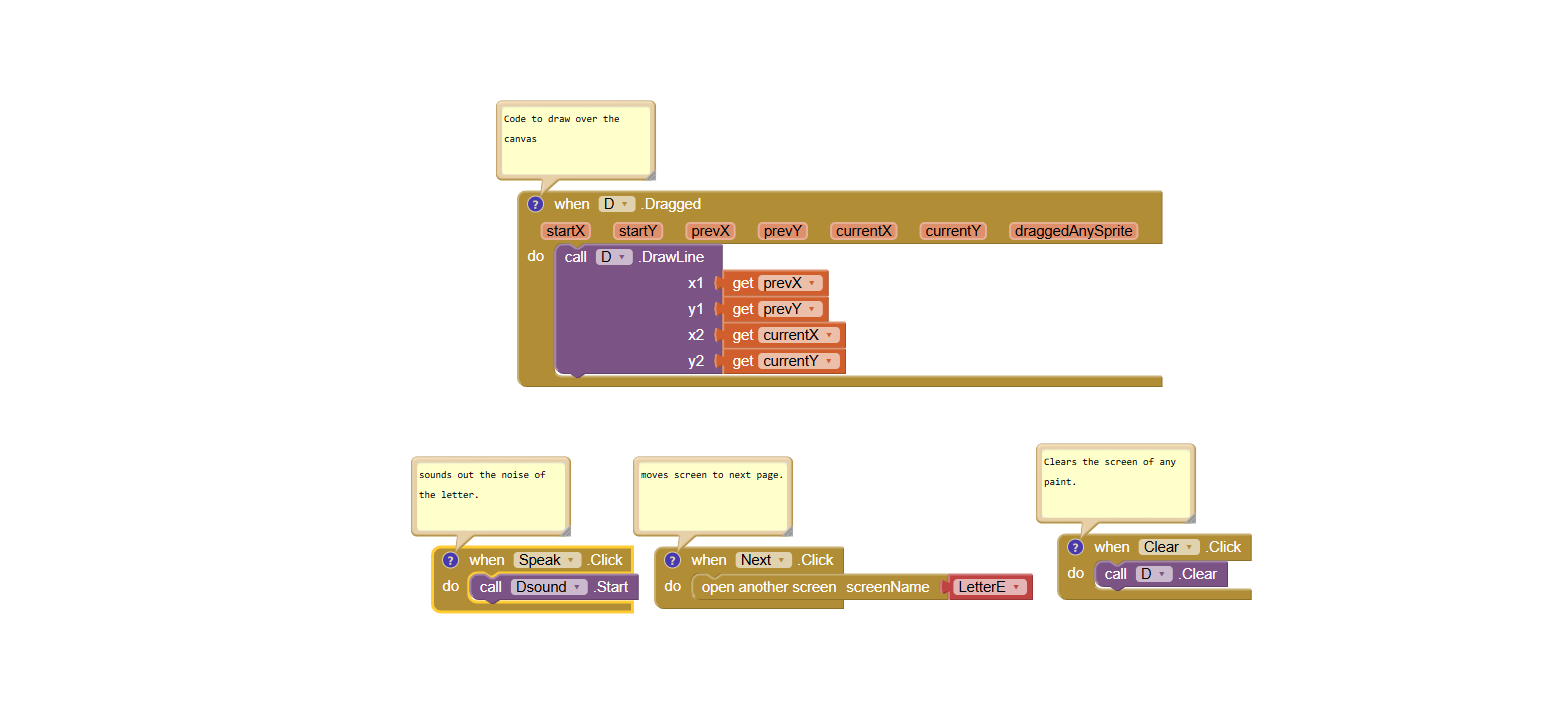 Code to draw over the
canvas
? when D .Dragged
startX startY prevX prevY currentX currentY draggedAnySprite
do call D .DrawLine
x1 get prevX
y1 get prevY
x2 get currentX
y2 get currentY
sounds out the noise of
the letter.
? when Speak .Click
do call Dsound .Start
moves screen to next page.
? when Next .Click
do open another screen screenName LetterE
Clears the screen of any
paint.
? when Clear .Click
do call D .Clear